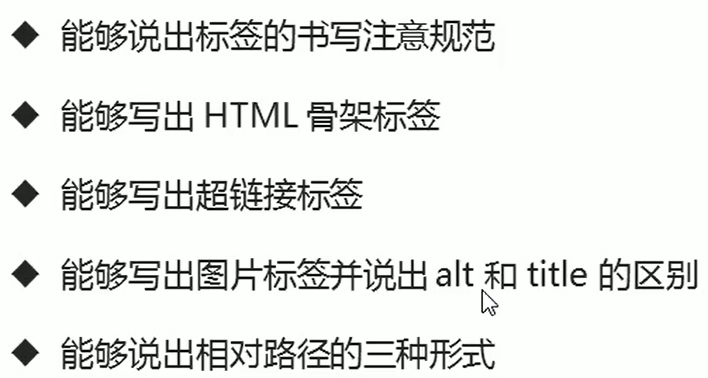 ◆ 能够说出标签的书写注意规范
◆ 能够写出 HTML 骨架标签
◆ 能够写出超链接标签
◆ 能够写出图片标签并说出 alt 和 title 的区别
◆ 能够说出相对路径的三种形式